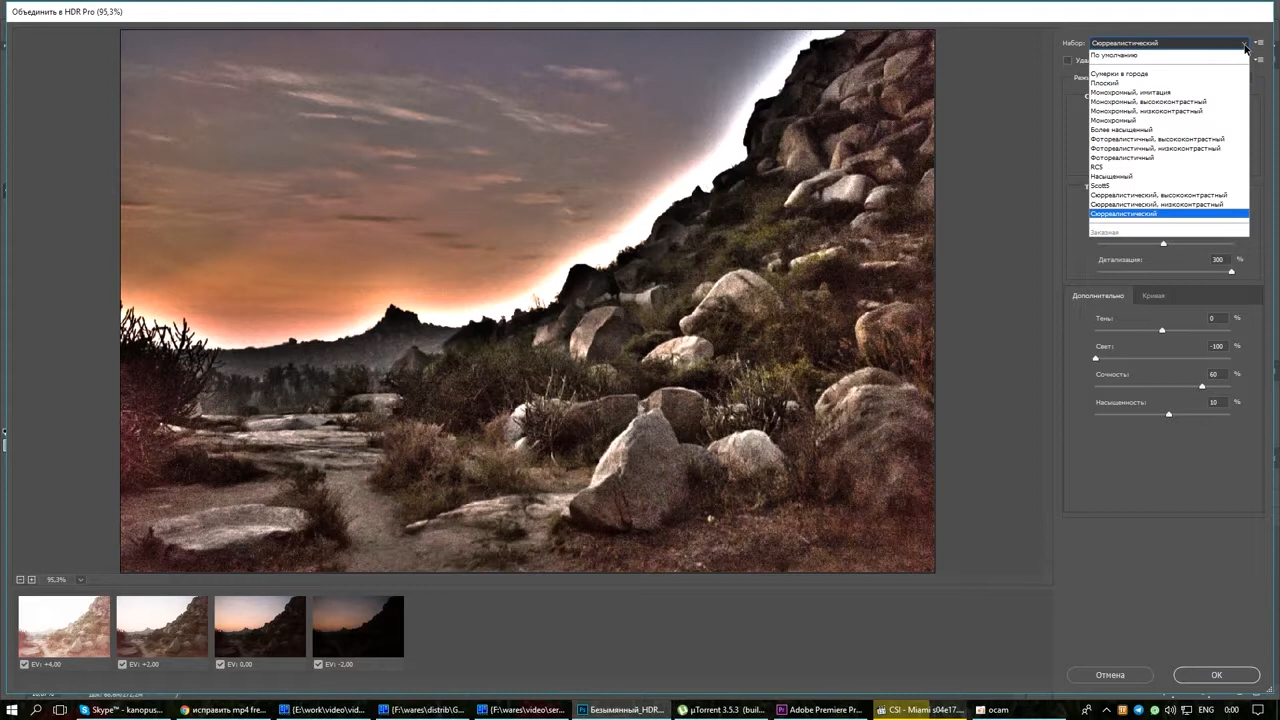 Объединить в HDR Pro (95,3%)
Набор: Сюрреалистический
По умолчанию
Сумерки в городе
Плоский
Монохромный, имитация
Монохромный, высококонтрастный
Монохромный, низкоконтрастный
Монохромный
Более насыщенный
Фотореалистичный, высококонтрастный
Фотореалистичный, низкоконтрастный
Фотореалистичный
RC5
Насыщенный
Scott5
Сюрреалистический, высококонтрастный
Сюрреалистический, низкоконтрастный
Сюрреалистический
Заказная
Детализация: 300 %
Дополнительно Кривая
Тени: 0 %
Свет: -100 %
Сочность: 60 %
Насыщенность: 10 %
95,3%
EV: +4,00 EV: +2,00 EV: 0,00 EV: -2,00
Отмена OK
Skype™ - kanopus... исправить mp4 fre... [E:\work\video\vid... [F:\wares\distrib\G... [F:\wares\video\ser... Безымянный_HDR... µTorrent 3.5.3 (buil... Adobe Premiere Pr... CSI - Miami s04e17... ocam ENG 0:00